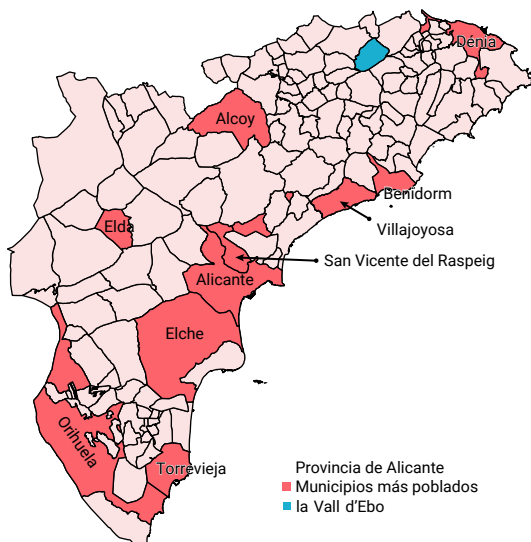 Dénia
Alcoy
Benidorm
Elda
Villajoyosa
San Vicente del Raspeig
Alicante
Elche
Orihuela
Torrevieja
Provincia de Alicante
Municipios más poblados
la Vall d'Ebo